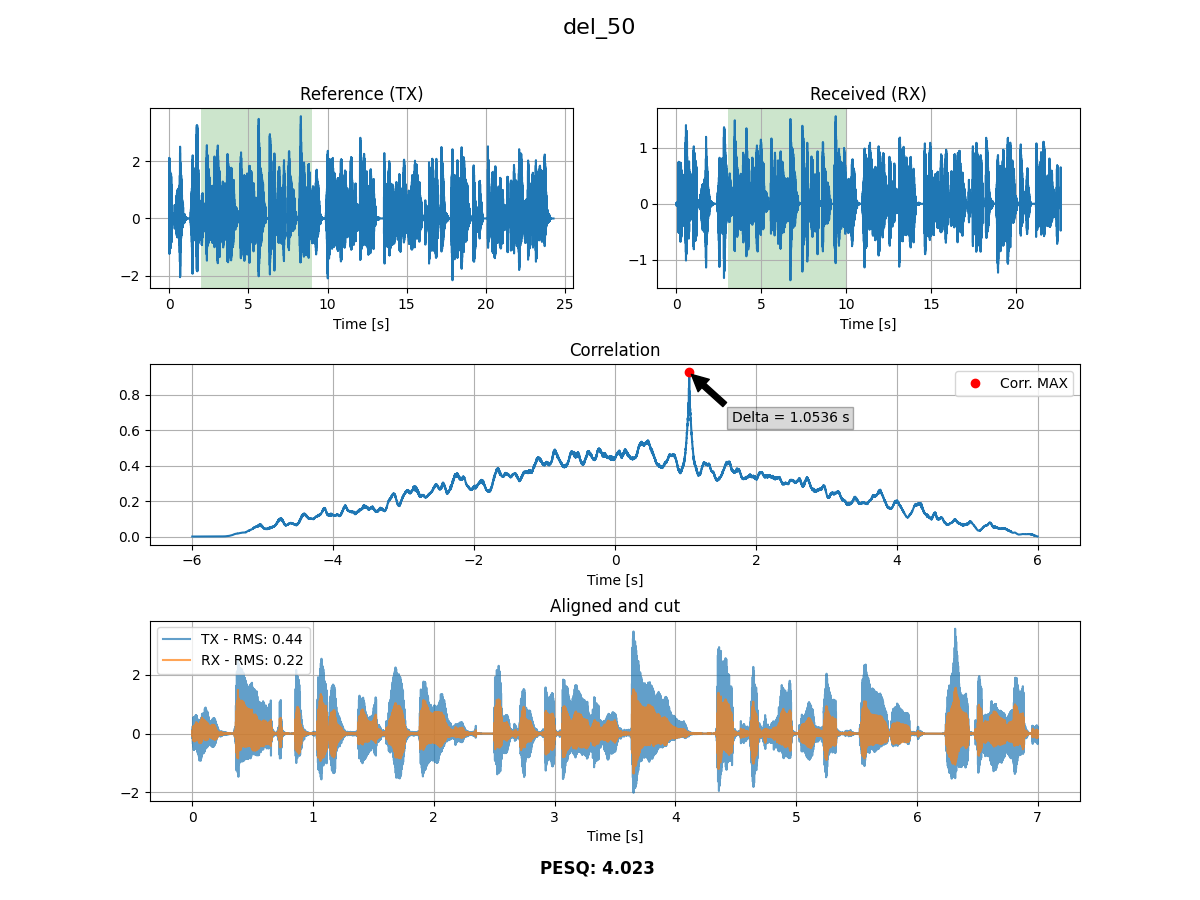 del_50
Reference (TX)
Received (RX)
2
0
−2
0 5 10 15 20 25
Time [s]
1
0
−1
0 5 10 15 20
Time [s]
Correlation
0.8
0.6
0.4
0.2
0.0
Corr. MAX
Delta = 1.0536 s
−6 −4 −2 0 2 4 6
Time [s]
Aligned and cut
TX - RMS: 0.44
RX - RMS: 0.22
2
0
−2
0 1 2 3 4 5 6 7
Time [s]
PESQ: 4.023